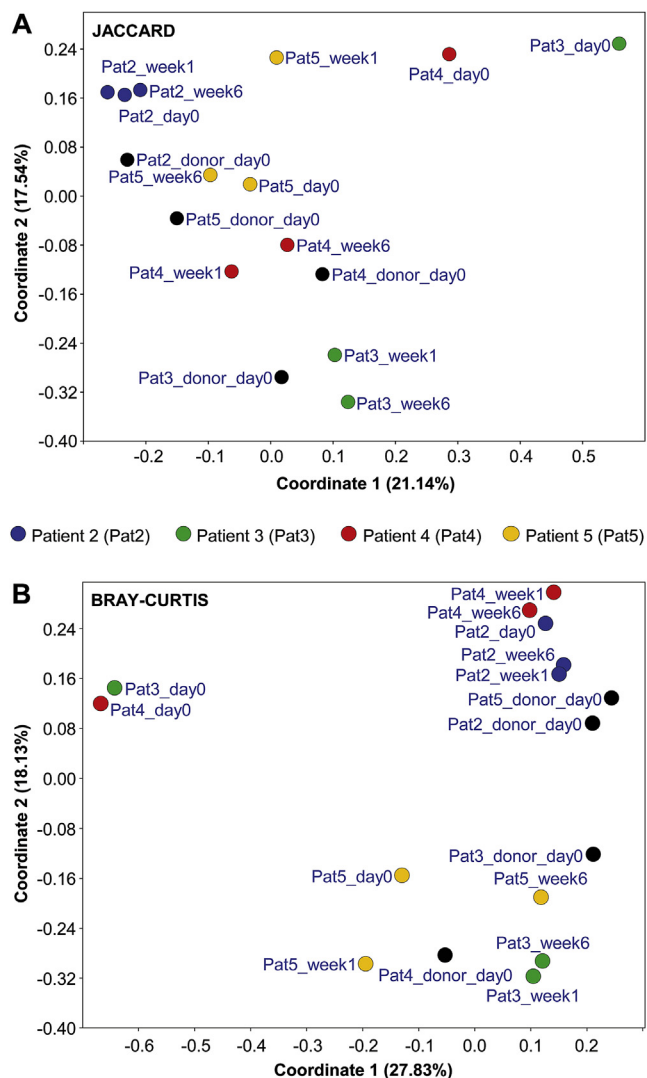 A
JACCARD
Coordinate 2 (17.54%)
0.24
0.16
0.08
0.00
-0.08
-0.16
-0.24
-0.32
-0.40
Pat3_day0
Pat5_week1
Pat4_day0
Pat2_week1
Pat2_week6
Pat2_day0
Pat2_donor_day0
Pat5_week6
Pat5_day0
Pat5_donor_day0
Pat4_week6
Pat4_week1
Pat4_donor_day0
Pat3_week1
Pat3_donor_day0
Pat3_week6
-0.2 -0.1 0.0 0.1 0.2 0.3 0.4 0.5
Coordinate 1 (21.14%)
Patient 2 (Pat2) Patient 3 (Pat3) Patient 4 (Pat4) Patient 5 (Pat5)
B
BRAY-CURTIS
Coordinate 2 (18.13%)
0.24
0.16
0.08
0.00
-0.08
-0.16
-0.24
-0.32
-0.40
Pat4_week1
Pat4_week6
Pat2_day0
Pat2_week6
Pat2_week1
Pat3_day0
Pat5_donor_day0
Pat4_day0
Pat2_donor_day0
Pat3_donor_day0
Pat5_day0
Pat5_week6
Pat3_week6
Pat5_week1
Pat4_donor_day0
Pat3_week1
-0.6 -0.5 -0.4 -0.3 -0.2 -0.1 0.0 0.1 0.2
Coordinate 1 (27.83%)